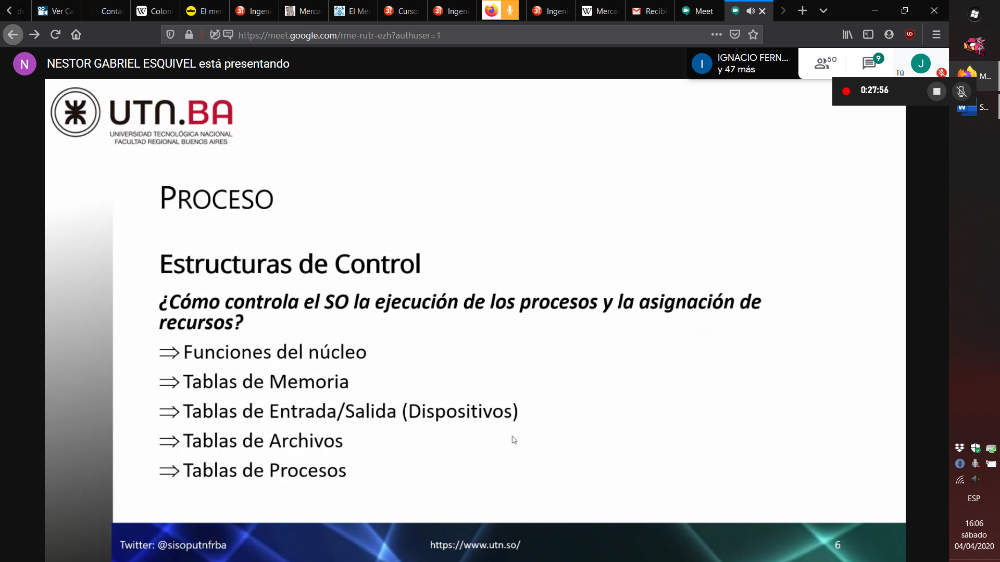 Ver Ca
Conta
Coloni
El mer
Ingeni
Merca
El Mer
Curso:
Ingeni
Ingeni
Merca
Recibi
Meet
https://meet.google.com/rme-rutr-ezh?authuser=1
N
NESTOR GABRIEL ESQUIVEL está presentando
I
IGNACIO FERN...
y 47 más
50
9
Tú
J
M...
0:27:56
S...
UTN.BA
UNIVERSIDAD TECNOLÓGICA NACIONAL
FACULTAD REGIONAL BUENOS AIRES
PROCESO
Estructuras de Control
¿Cómo controla el SO la ejecución de los procesos y la asignación de
recursos?
⇒ Funciones del núcleo
⇒ Tablas de Memoria
⇒ Tablas de Entrada/Salida (Dispositivos)
⇒ Tablas de Archivos
⇒ Tablas de Procesos
Twitter: @sisoputnfrba
https://www.utn.so/
6
ESP
16:06
sábado
04/04/2020